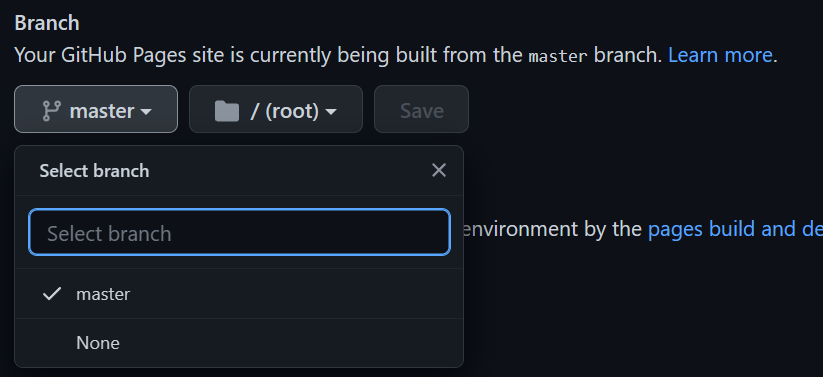 Branch
Your GitHub Pages site is currently being built from the master branch. Learn more.
master
/ (root)
Save
Select branch
Select branch
environment by the pages build and de
master
None